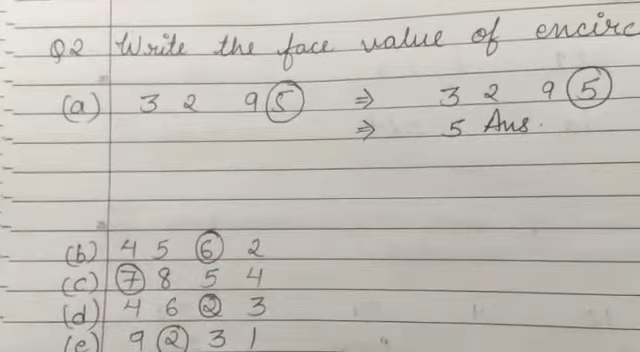 Q2 Write the face value of encirc
(a) 3 2 9 5 ⇒ 3 2 9 5
⇒ 5 Ans.
(b) 4 5 6 2
(c) 7 8 5 4
(d) 4 6 2 3
(e) 9 2 3 1